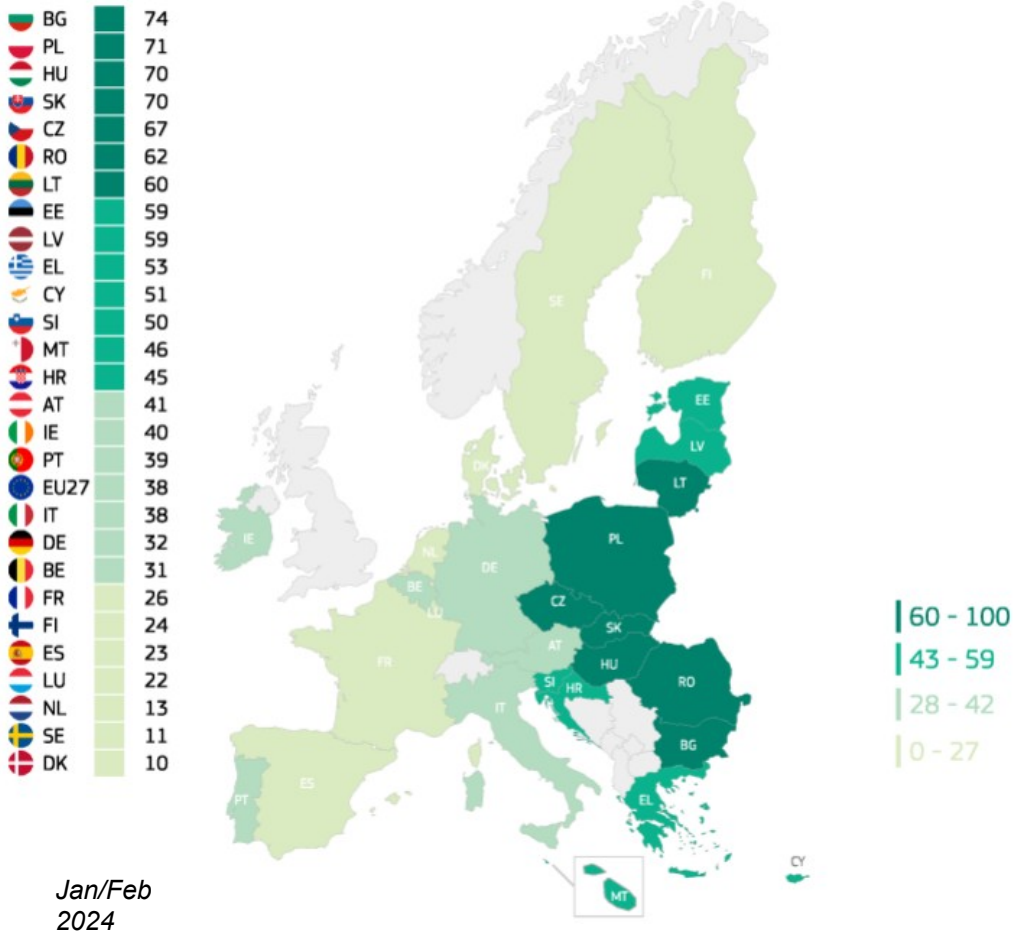 BG 74
PL 71
HU 70
SK 70
CZ 67
RO 62
LT 60
EE 59
LV 59
EL 53
CY 51
SI 50
MT 46
HR 45
AT 41
IE 40
PT 39
EU27 38
IT 38
DE 32
BE 31
FR 26
FI 24
ES 23
LU 22
NL 13
SE 11
DK 10
Jan/Feb
2024
FI
SE
EE
LV
DK
LT
IE
PL
NL
DE
BE
CZ
LU
SK
AT
HU
FR
SI
HR
RO
IT
BG
ES
PT
EL
CY
MT
60 - 100
43 - 59
28 - 42
0 - 27